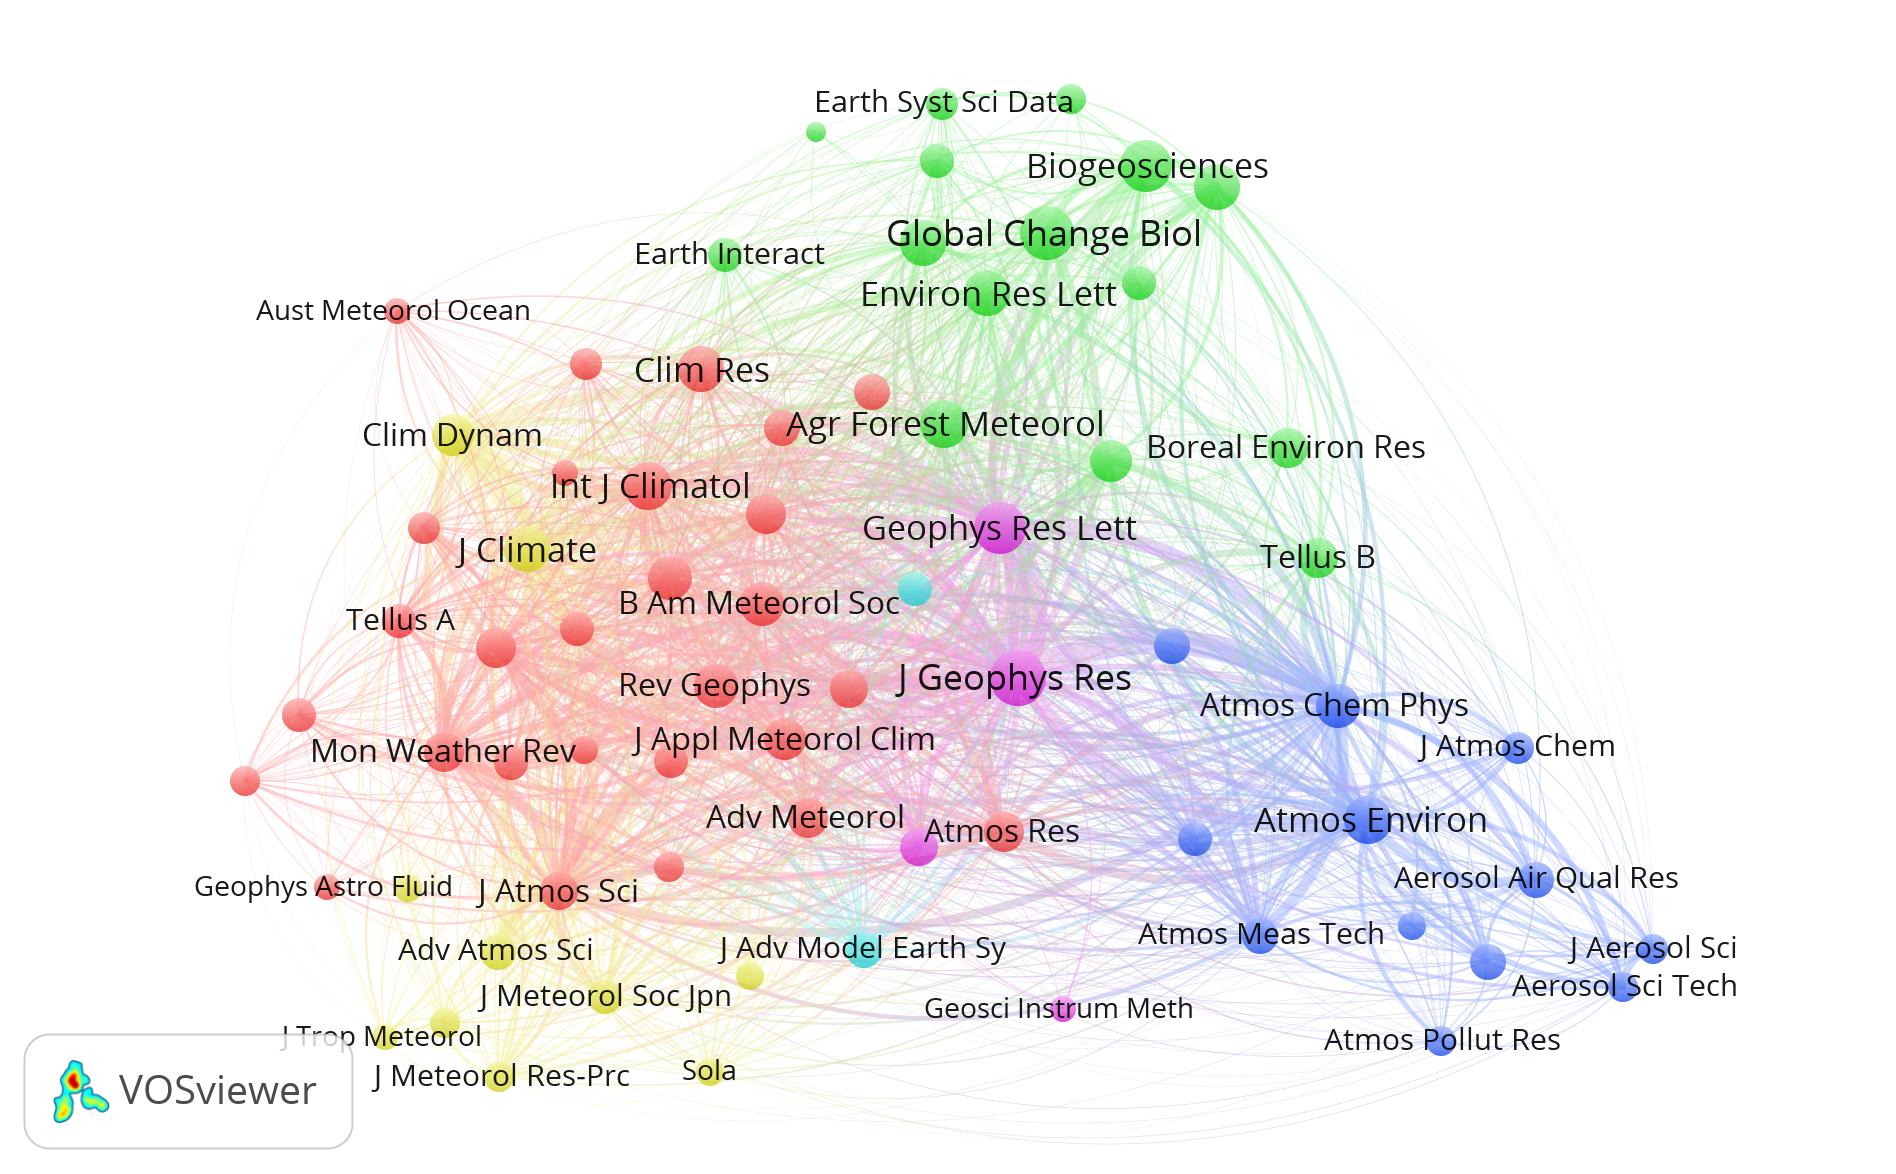 Earth Syst Sci Data
Biogeosciences
Global Change Biol
Earth Interact
Environ Res Lett
Aust Meteorol Ocean
Clim Res
Agr Forest Meteorol
Clim Dynam
Boreal Environ Res
Int J Climatol
Geophys Res Lett
J Climate
Tellus B
B Am Meteorol Soc
Tellus A
J Geophys Res
Rev Geophys
Atmos Chem Phys
J Appl Meteorol Clim
J Atmos Chem
Mon Weather Rev
Adv Meteorol
Atmos Environ
Atmos Res
Aerosol Air Qual Res
Geophys Astro Fluid
J Atmos Sci
Atmos Meas Tech
J Adv Model Earth Sy
J Aerosol Sci
Adv Atmos Sci
Aerosol Sci Tech
J Meteorol Soc Jpn
Geosci Instrum Meth
J Trop Meteorol
Atmos Pollut Res
Sola
J Meteorol Res-Prc
VOSviewer